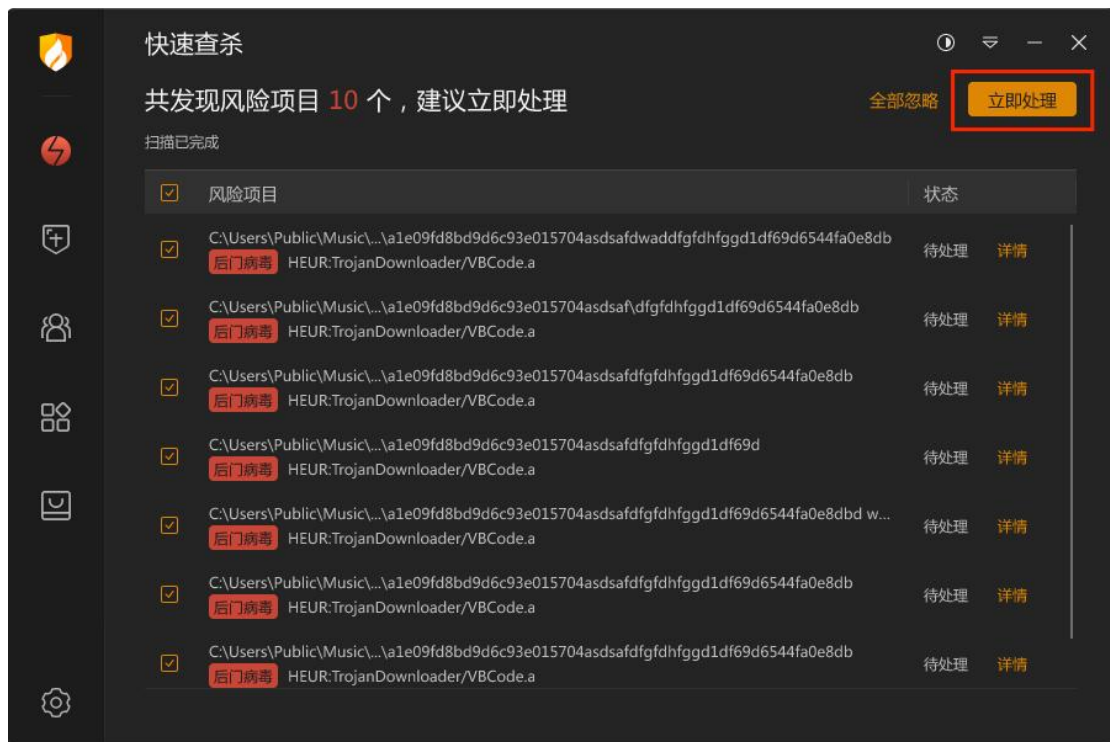 快速查杀
共发现风险项目 10 个，建议立即处理
全部忽略
立即处理
扫描已完成
风险项目 状态
C:\Users\Public\Music\...\a1e09fd8bd9d6c93e015704asdsafdwaddfgfdhfggd1df69d6544fa0e8db
后门病毒 HEUR:TrojanDownloader/VBCode.a
待处理 详情
C:\Users\Public\Music\...\a1e09fd8bd9d6c93e015704asdsaf\dfgfdhfggd1df69d6544fa0e8db
后门病毒 HEUR:TrojanDownloader/VBCode.a
待处理 详情
C:\Users\Public\Music\...\a1e09fd8bd9d6c93e015704asdsafdfgfdhfggd1df69d6544fa0e8db
后门病毒 HEUR:TrojanDownloader/VBCode.a
待处理 详情
C:\Users\Public\Music\...\a1e09fd8bd9d6c93e015704asdsafdfgfdhfggd1df69d
后门病毒 HEUR:TrojanDownloader/VBCode.a
待处理 详情
C:\Users\Public\Music\...\a1e09fd8bd9d6c93e015704asdsafdfgfdhfggd1df69d6544fa0e8dbd w...
后门病毒 HEUR:TrojanDownloader/VBCode.a
待处理 详情
C:\Users\Public\Music\...\a1e09fd8bd9d6c93e015704asdsafdfgfdhfggd1df69d6544fa0e8db
后门病毒 HEUR:TrojanDownloader/VBCode.a
待处理 详情
C:\Users\Public\Music\...\a1e09fd8bd9d6c93e015704asdsafdfgfdhfggd1df69d6544fa0e8db
后门病毒 HEUR:TrojanDownloader/VBCode.a
待处理 详情